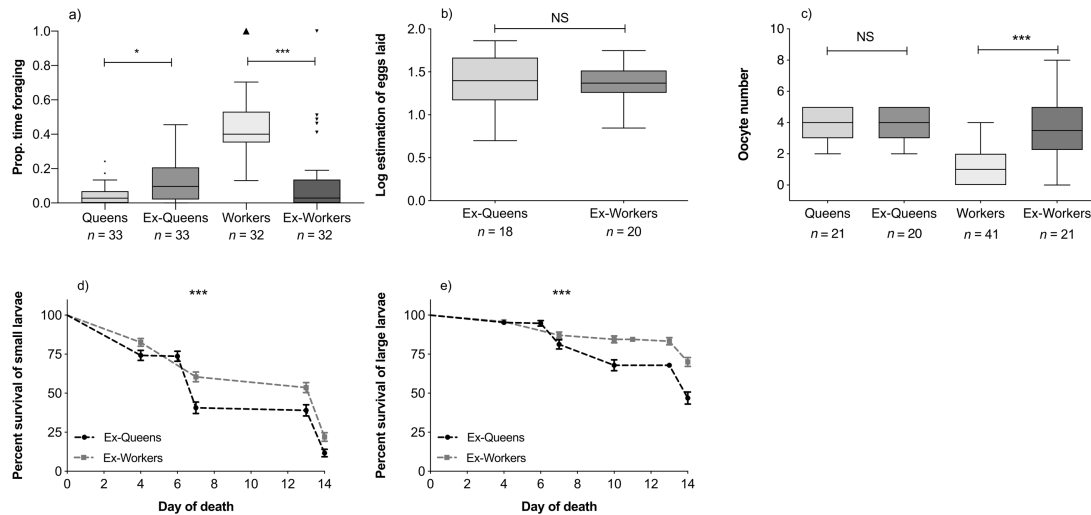 a)
Prop. time foraging
1.0
0.8
0.6
0.4
0.2
0.0
*
***
Queens Ex-Queens Workers Ex-Workers
n = 33 n = 33 n = 32 n = 32
b)
Log estimation of eggs laid
2.0
1.5
1.0
0.5
0.0
NS
Ex-Queens Ex-Workers
n = 18 n = 20
c)
Oocyte number
10
8
6
4
2
0
NS
***
Queens Ex-Queens Workers Ex-Workers
n = 21 n = 20 n = 41 n = 21
d)
***
Percent survival of small larvae
100
75
50
25
0
Ex-Queens
Ex-Workers
0 2 4 6 8 10 12 14
Day of death
e)
***
Percent survival of large larvae
100
75
50
25
0
Ex-Queens
Ex-Workers
0 2 4 6 8 10 12 14
Day of death